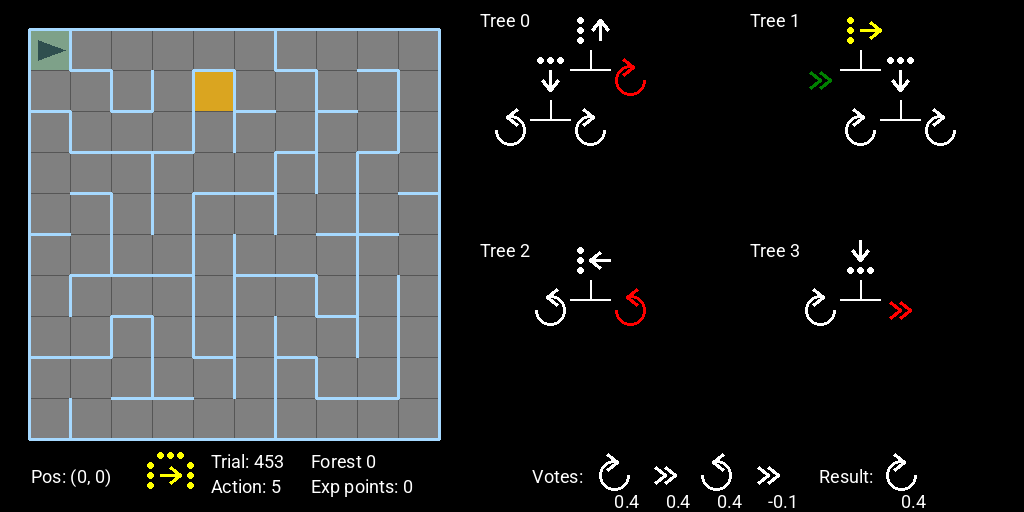 Tree 0
Tree 1
Tree 2
Tree 3
Pos: (0, 0)
Trial: 453
Forest 0
Action: 5
Exp points: 0
Votes:
0.4
0.4
0.4
-0.1
Result:
0.4